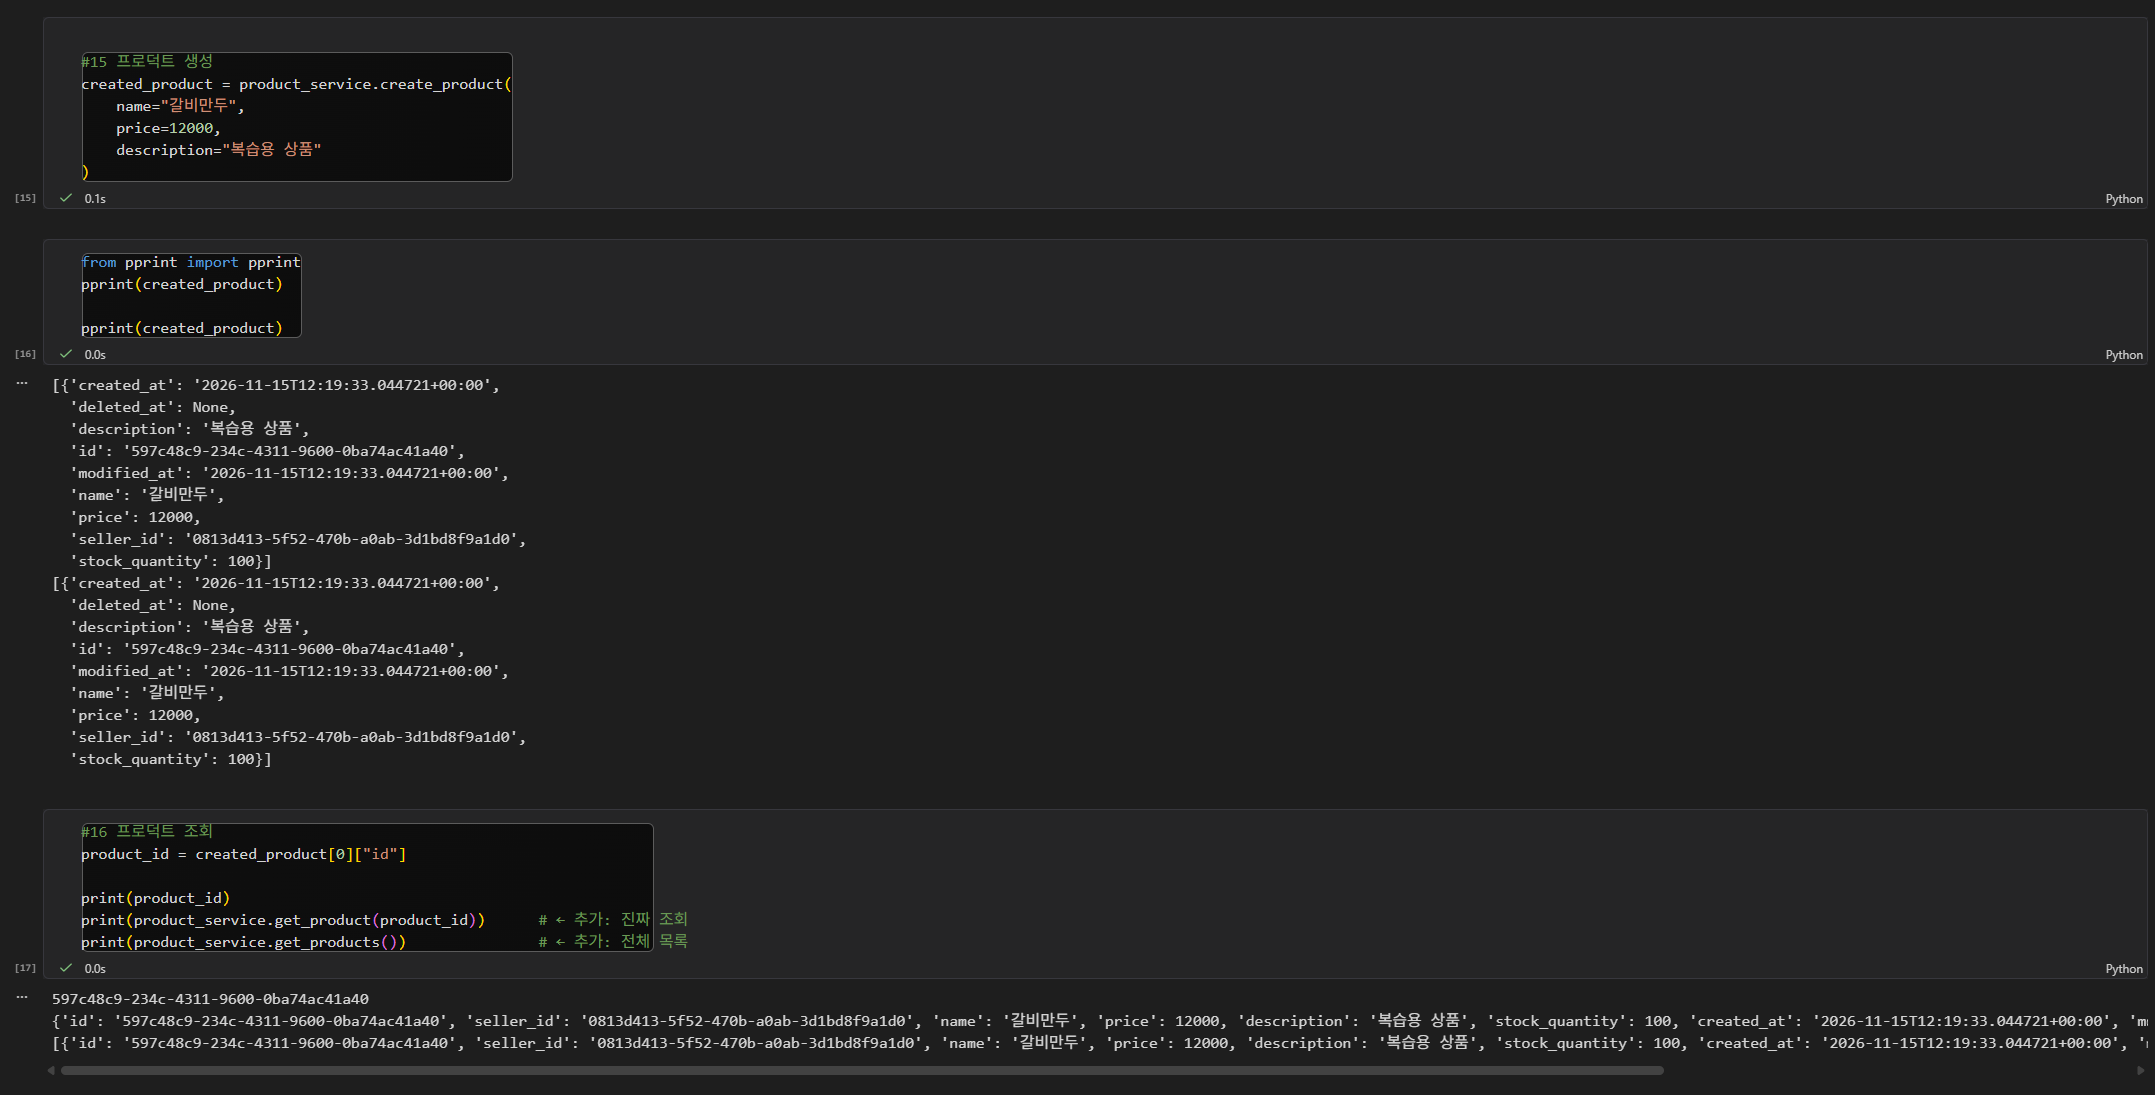 #15 프로덕트 생성
created_product = product_service.create_product(
    name="갈비만두",
    price=12000,
    description="복습용 상품"
)
[15] ✓ 0.1s Python
from pprint import pprint
pprint(created_product)
pprint(created_product)
[16] ✓ 0.0s Python
... [{'created_at': '2026-11-15T12:19:33.044721+00:00',
  'deleted_at': None,
  'description': '복습용 상품',
  'id': '597c48c9-234c-4311-9600-0ba74ac41a40',
  'modified_at': '2026-11-15T12:19:33.044721+00:00',
  'name': '갈비만두',
  'price': 12000,
  'seller_id': '0813d413-5f52-470b-a0ab-3d1bd8f9a1d0',
  'stock_quantity': 100}]
[{'created_at': '2026-11-15T12:19:33.044721+00:00',
  'deleted_at': None,
  'description': '복습용 상품',
  'id': '597c48c9-234c-4311-9600-0ba74ac41a40',
  'modified_at': '2026-11-15T12:19:33.044721+00:00',
  'name': '갈비만두',
  'price': 12000,
  'seller_id': '0813d413-5f52-470b-a0ab-3d1bd8f9a1d0',
  'stock_quantity': 100}]
#16 프로덕트 조회
product_id = created_product[0]["id"]
print(product_id)
print(product_service.get_product(product_id))      # ← 추가: 진짜 조회
print(product_service.get_products())               # ← 추가: 전체 목록
[17] ✓ 0.0s Python
... 597c48c9-234c-4311-9600-0ba74ac41a40
{'id': '597c48c9-234c-4311-9600-0ba74ac41a40', 'seller_id': '0813d413-5f52-470b-a0ab-3d1bd8f9a1d0', 'name': '갈비만두', 'price': 12000, 'description': '복습용 상품', 'stock_quantity': 100, 'created_at': '2026-11-15T12:19:33.044721+00:00',
[{'id': '597c48c9-234c-4311-9600-0ba74ac41a40', 'seller_id': '0813d413-5f52-470b-a0ab-3d1bd8f9a1d0', 'name': '갈비만두', 'price': 12000, 'description': '복습용 상품', 'stock_quantity': 100, 'created_at': '2026-11-15T12:19:33.044721+00:00',